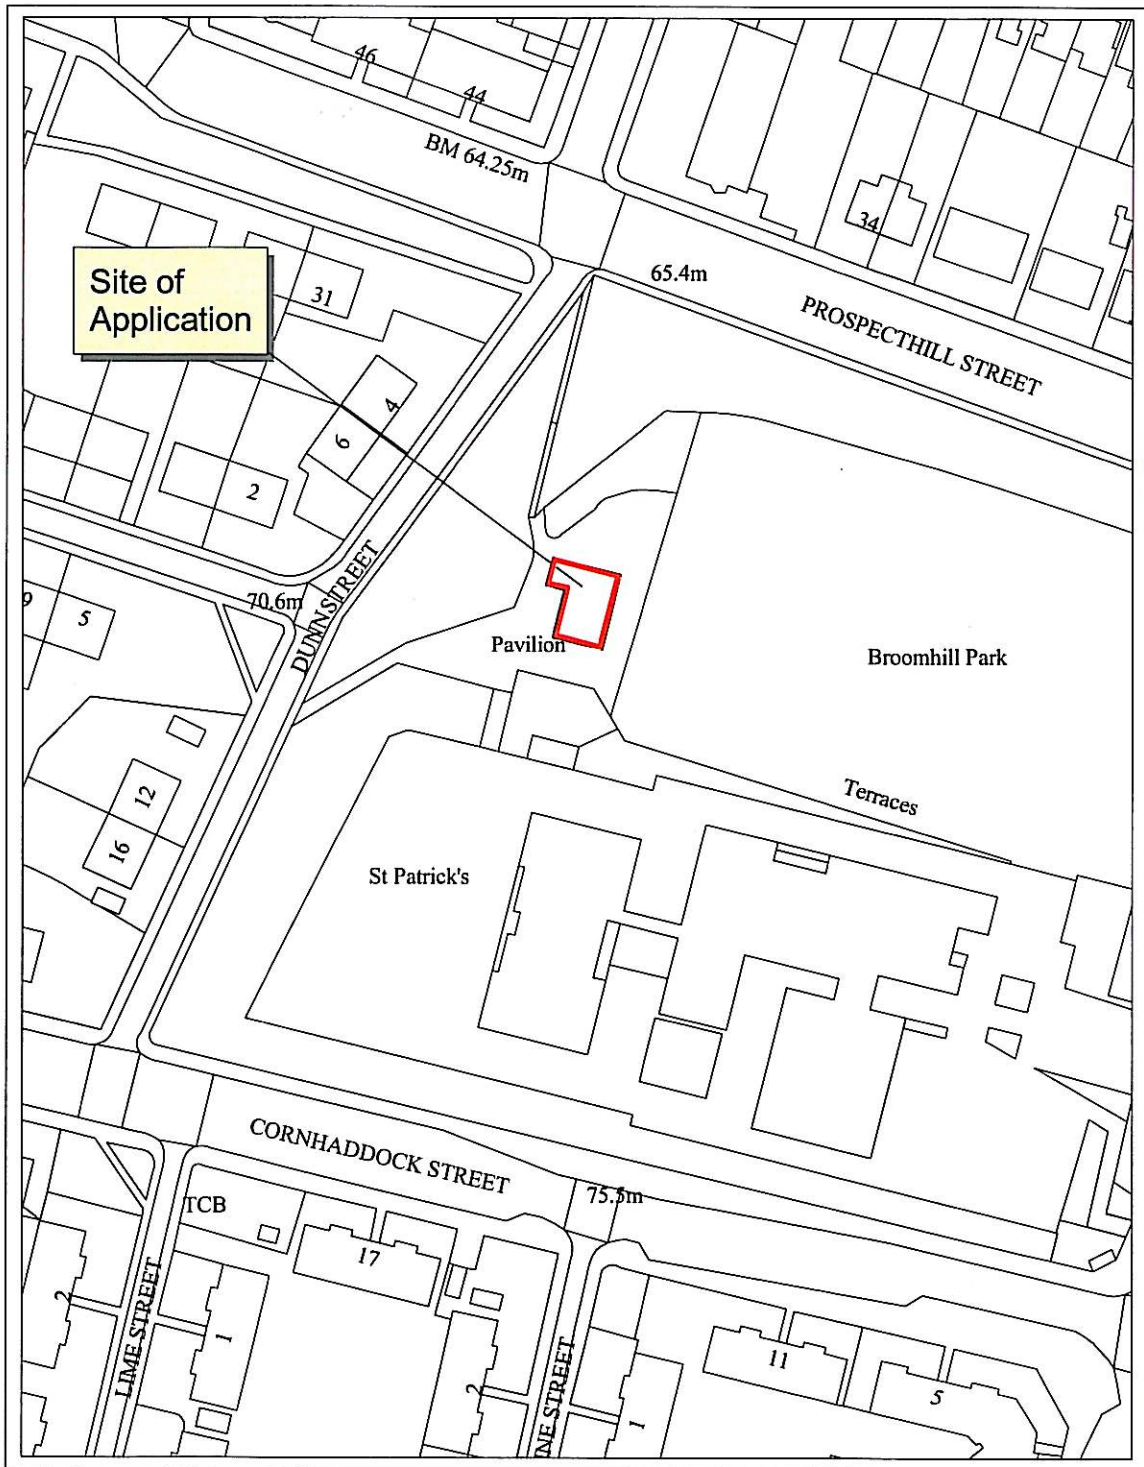 46
44
BM 64.25m
34
65.4m
Site of
Application
31
PROSPECTHILL STREET
4
6
2
DUNN STREET
70.6m
9
5
Pavilion
Broomhill Park
12
Terraces
16
St Patrick's
CORNHADDOCK STREET
75.5m
TCB
17
2
LIME STREET
1
11
2
5
INE STREET
1